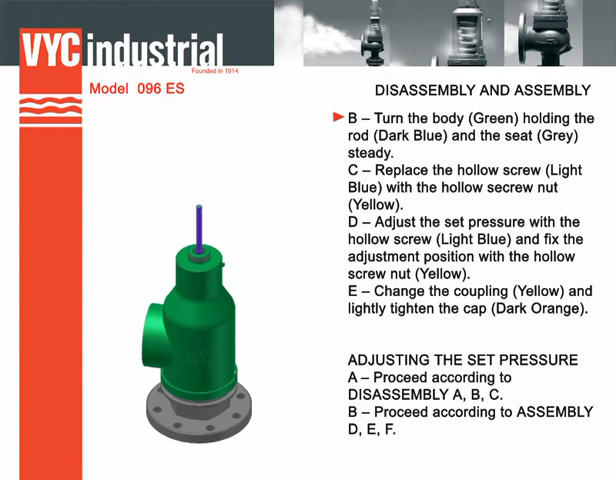 VYC industrial
Founded in 1914
Model 096 ES
DISASSEMBLY AND ASSEMBLY
B – Turn the body (Green) holding the
rod (Dark Blue) and the seat (Grey)
steady.
C – Replace the hollow screw (Light
Blue) with the hollow secrew nut
(Yellow).
D – Adjust the set pressure with the
hollow screw (Light Blue) and fix the
adjustment position with the hollow
screw nut (Yellow).
E – Change the coupling (Yellow) and
lightly tighten the cap (Dark Orange).
ADJUSTING THE SET PRESSURE
A – Proceed according to
DISASSEMBLY A, B, C.
B – Proceed according to ASSEMBLY
D, E, F.